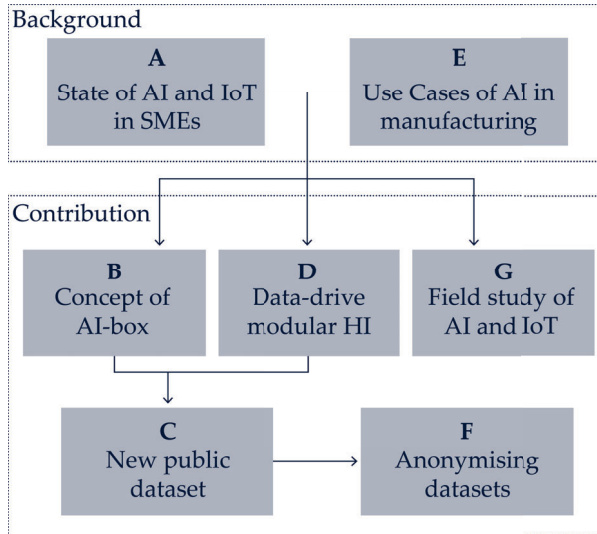 Background
A
State of AI and IoT
in SMEs
E
Use Cases of AI in
manufacturing
Contribution
B
Concept of
AI-box
D
Data-drive
modular HI
G
Field study of
AI and IoT
C
New public
dataset
F
Anonymising
datasets